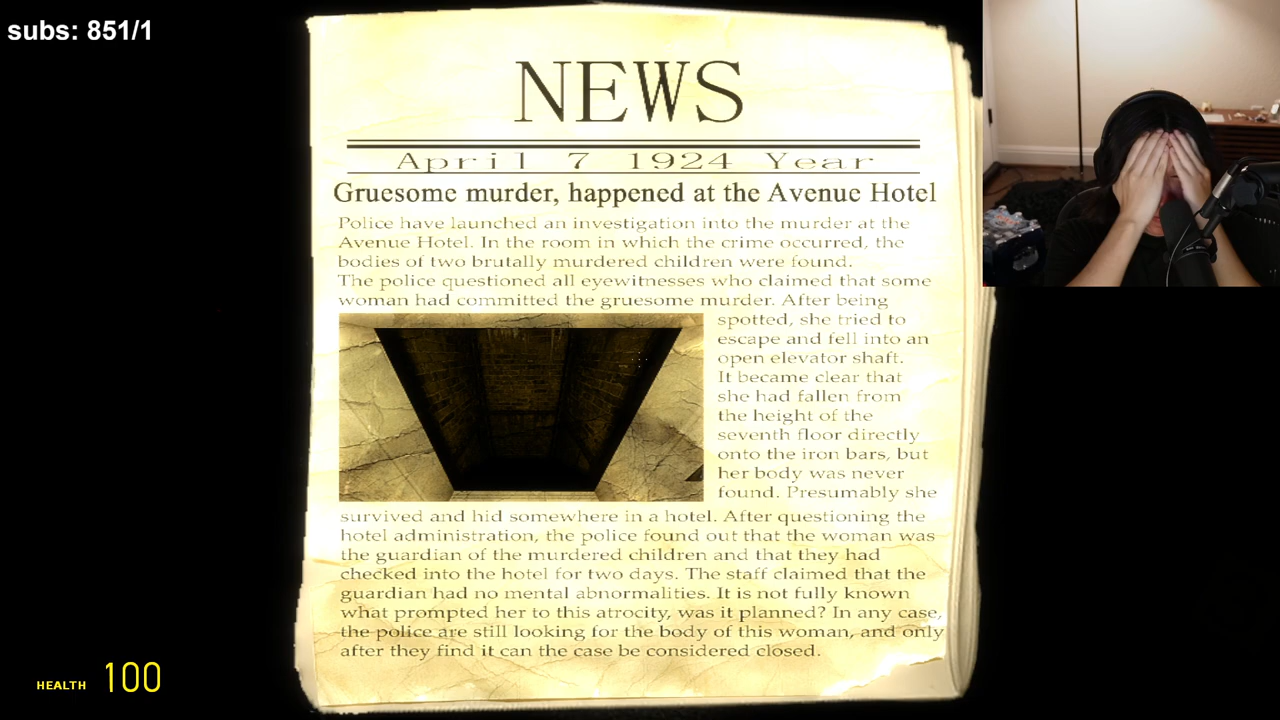 subs: 851/1
NEWS
April 7 1924 Year
Gruesome murder, happened at the Avenue Hotel
Police have launched an investigation into the murder at the
Avenue Hotel. In the room in which the crime occurred, the
bodies of two brutally murdered children were found.
The police questioned all eyewitnesses who claimed that some
woman had committed the gruesome murder. After being
spotted, she tried to
escape and fell into an
open elevator shaft.
It became clear that
she had fallen from
the height of the
seventh floor directly
onto the iron bars, but
her body was never
found. Presumably she
survived and hid somewhere in a hotel. After questioning the
hotel administration, the police found out that the woman was
the guardian of the murdered children and that they had
checked into the hotel for two days. The staff claimed that the
guardian had no mental abnormalities. It is not fully known
what prompted her to this atrocity, was it planned? In any case,
the police are still looking for the body of this woman, and only
after they find it can the case be considered closed.
HEALTH 100